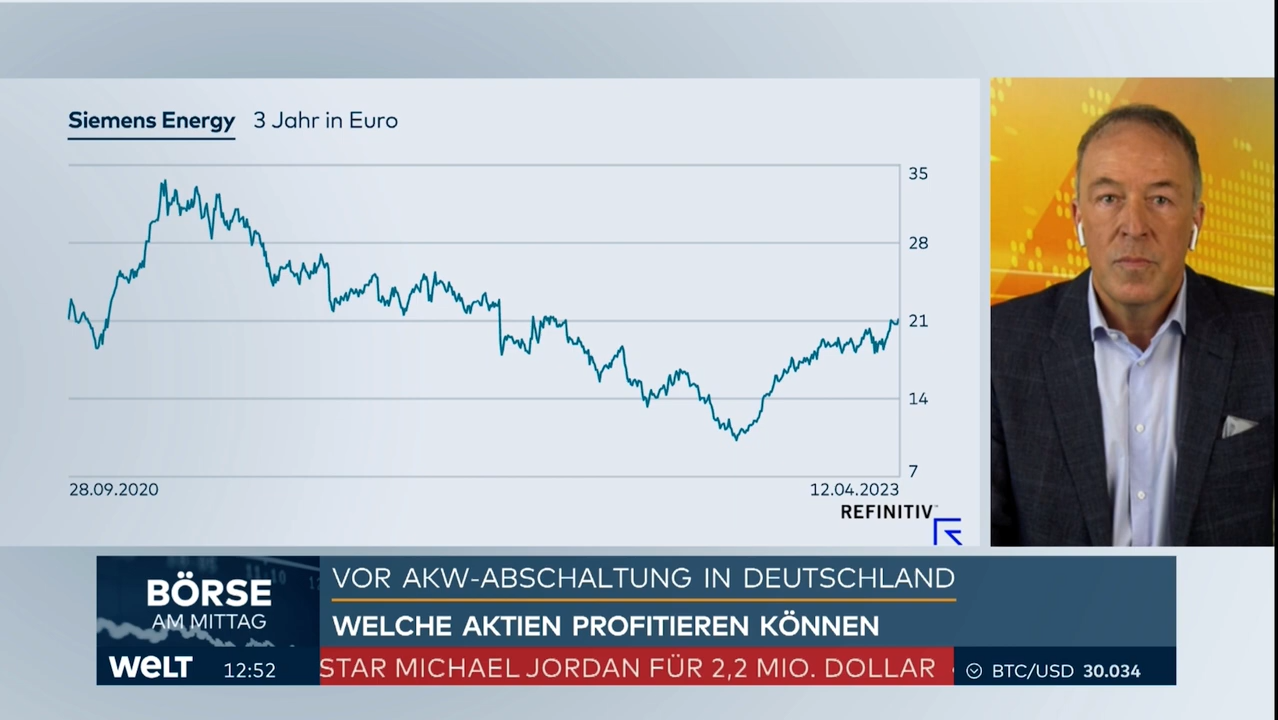 Siemens Energy 3 Jahr in Euro
35
28
21
14
7
28.09.2020 12.04.2023
REFINITIV
BÖRSE
AM MITTAG
VOR AKW-ABSCHALTUNG IN DEUTSCHLAND
WELCHE AKTIEN PROFITIEREN KÖNNEN
welt 12:52
STAR MICHAEL JORDAN FÜR 2,2 MIO. DOLLAR
BTC/USD 30.034